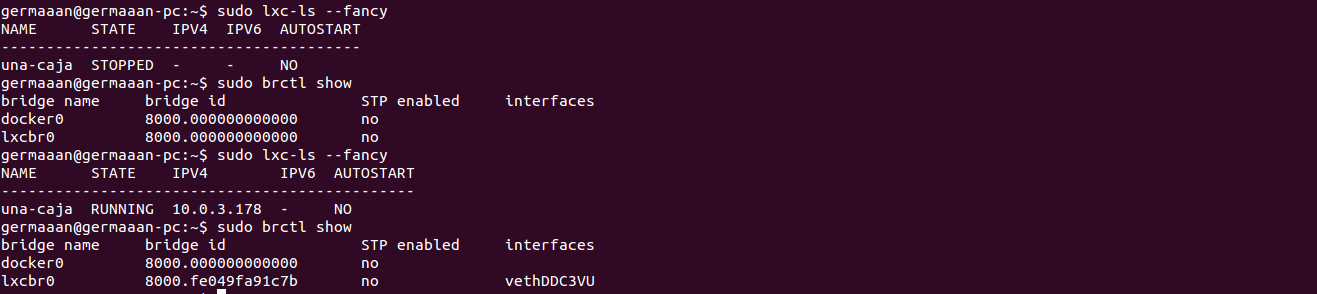 germaaan@germaaan-pc:~$ sudo lxc-ls --fancy
NAME      STATE    IPV4  IPV6  AUTOSTART
----------------------------------------
una-caja  STOPPED  -     -     NO
germaaan@germaaan-pc:~$ sudo brctl show
bridge name     bridge id               STP enabled     interfaces
docker0         8000.000000000000       no
lxcbr0          8000.000000000000       no
germaaan@germaaan-pc:~$ sudo lxc-ls --fancy
NAME      STATE    IPV4        IPV6  AUTOSTART
----------------------------------------------
una-caja  RUNNING  10.0.3.178  -     NO
germaaan@germaaan-pc:~$ sudo brctl show
bridge name     bridge id               STP enabled     interfaces
docker0         8000.000000000000       no
lxcbr0          8000.fe049fa91c7b       no              vethDDC3VU